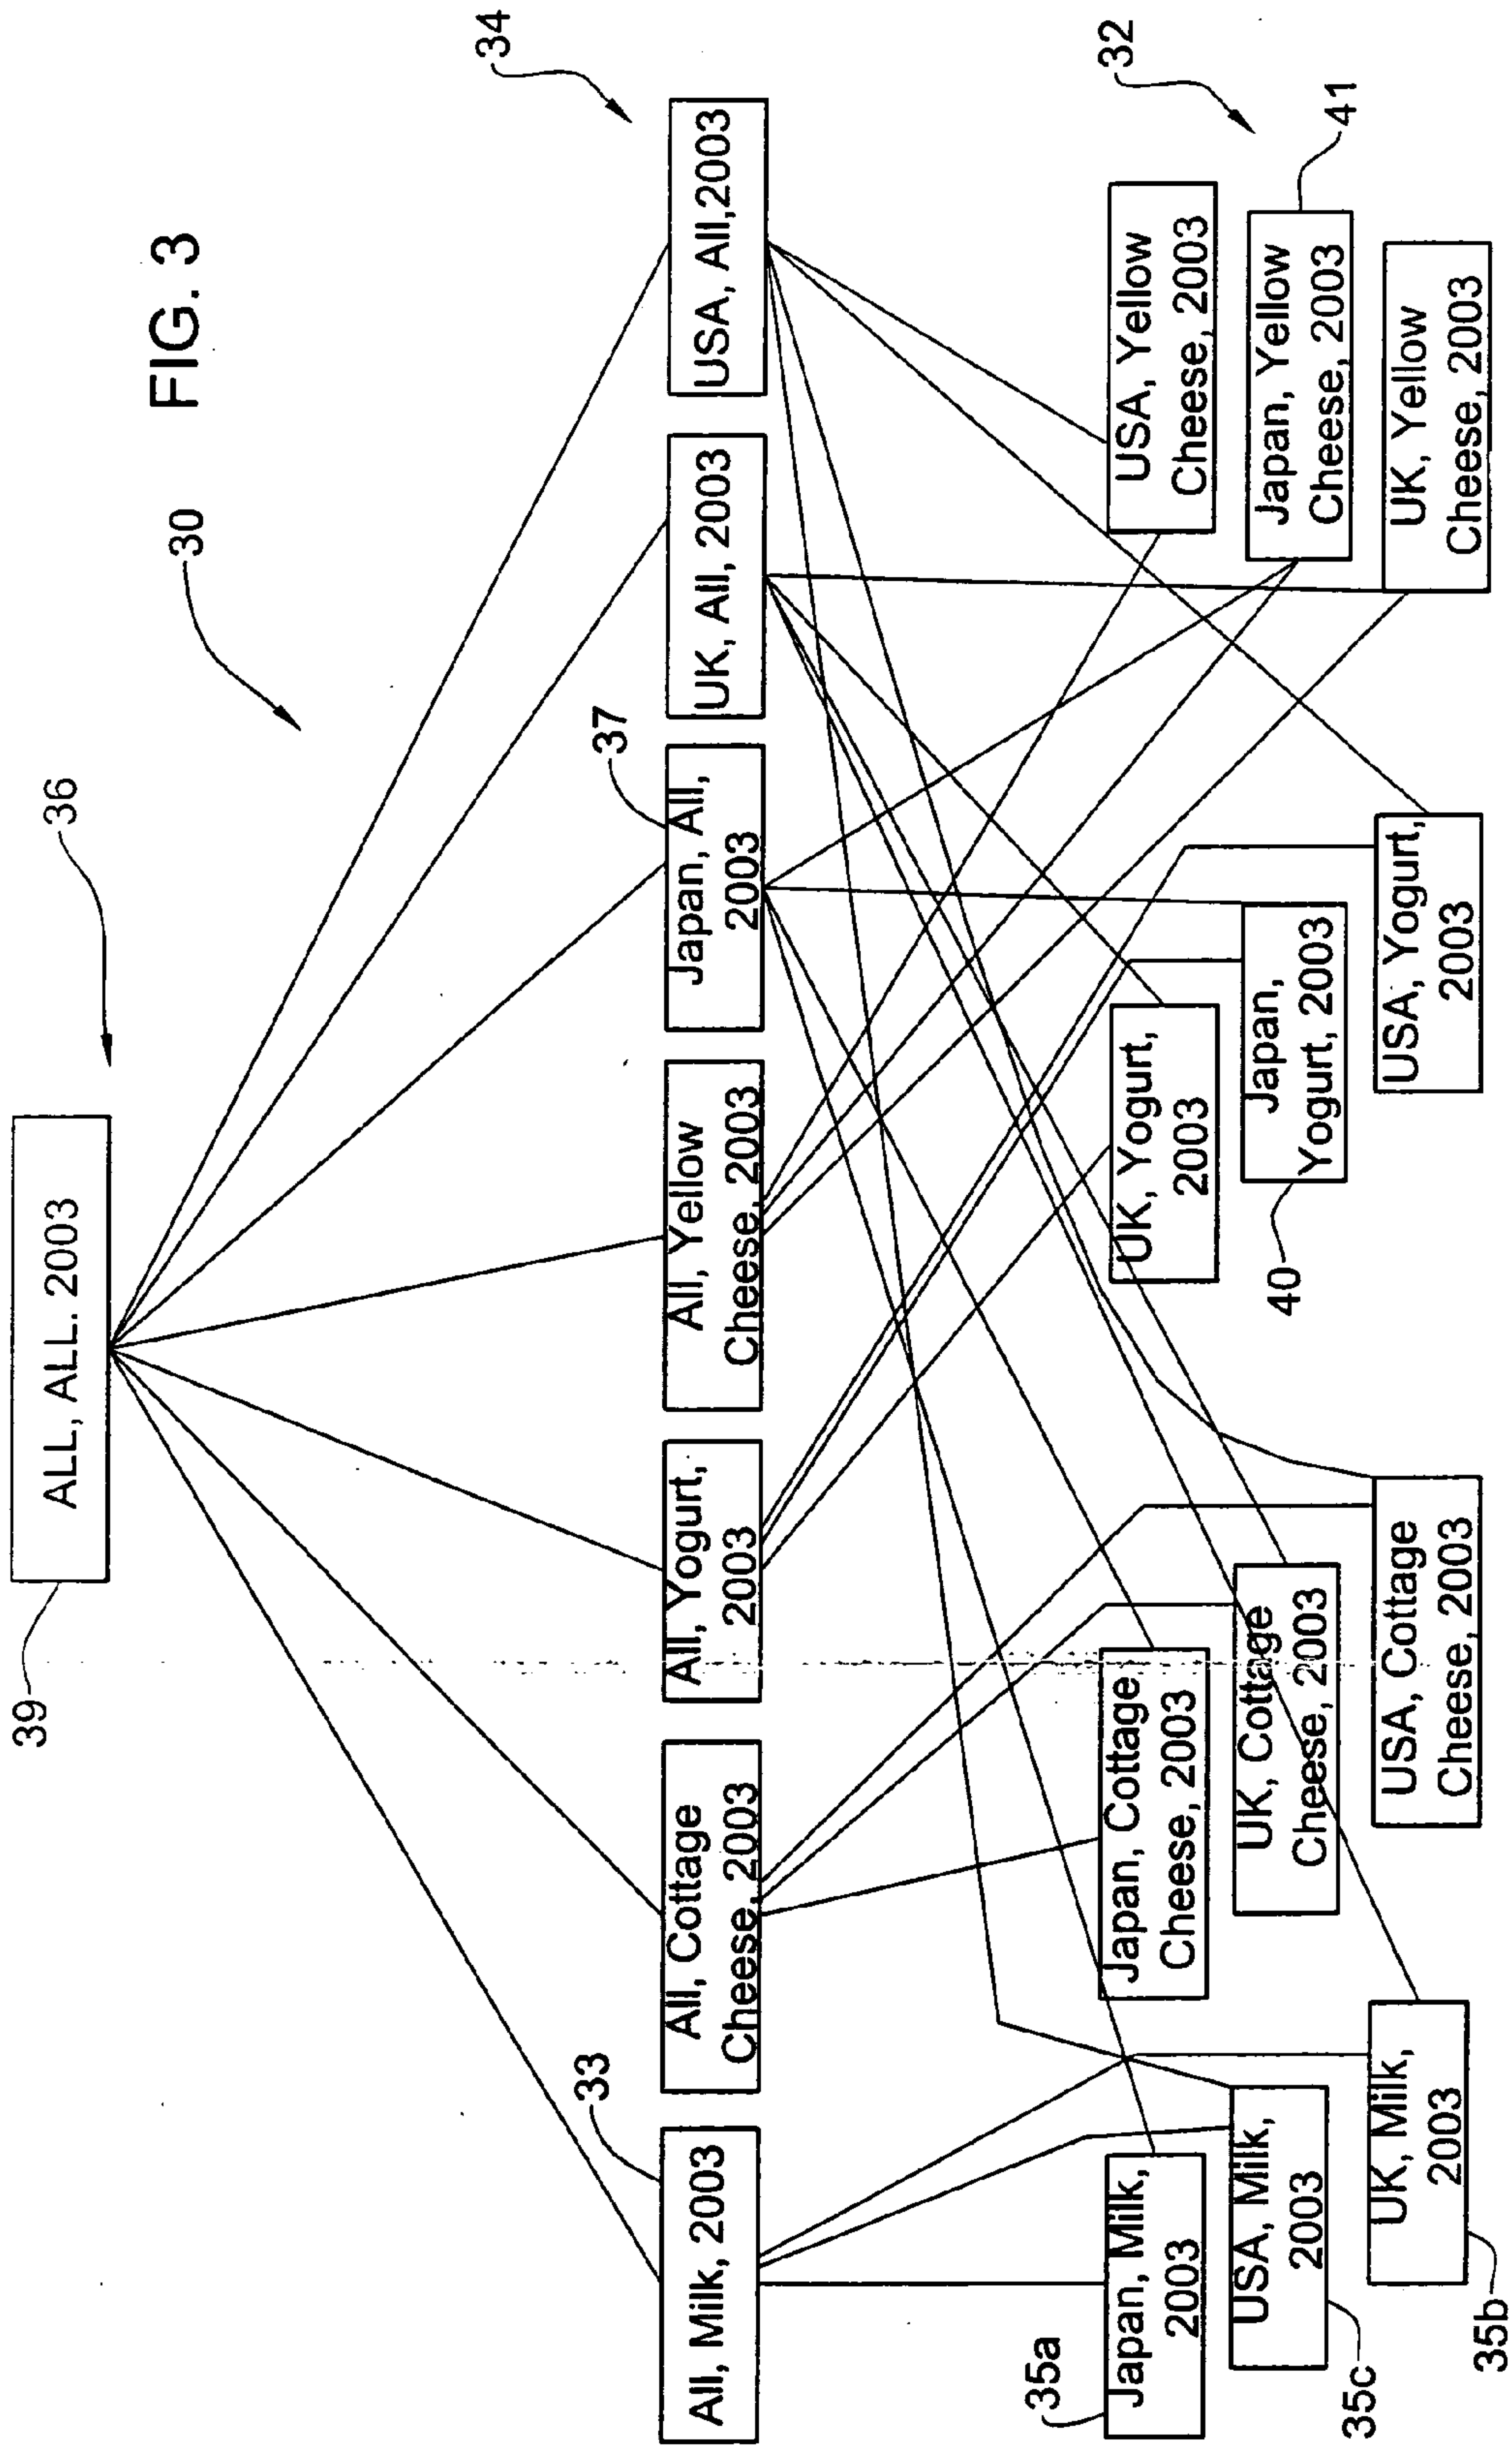 FIG. 3
30
36
39
ALL, ALL. 2003
34
33
37
All, Milk, 2003
All, Cottage
Cheese, 2003
All, Yogurt,
2003
All, Yellow
Cheese, 2003
Japan, All,
2003
UK, All, 2003
USA, All,2003
32
35a
Japan, Milk,
2003
35c
USA, Milk,
2003
35b
UK, Milk,
2003
Japan, Cottage
Cheese, 2003
UK, Cottage
Cheese, 2003
USA, Cottage
Cheese, 2003
UK, Yogurt,
2003
40
Japan,
Yogurt, 2003
USA, Yogurt,
2003
USA, Yellow
Cheese, 2003
41
Japan, Yellow
Cheese, 2003
UK, Yellow
Cheese, 2003